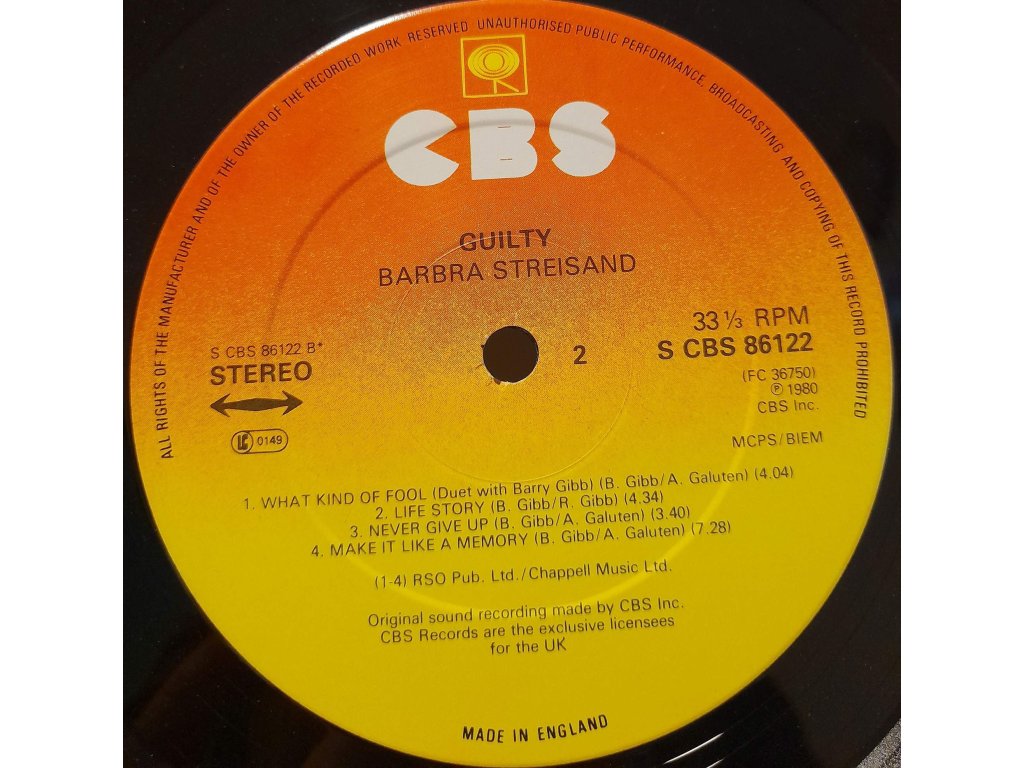 ALL RIGHTS OF THE MANUFACTURER AND OF THE OWNER OF THE RECORDED WORK RESERVED UNAUTHORISED PUBLIC PERFORMANCE, BROADCASTING AND COPYING OF THIS RECORD PROHIBITED
CBS
GUILTY
BARBRA STREISAND
S CBS 86122 B*
STEREO
LC 0149
2
33 ⅓ RPM
S CBS 86122
(FC 36750)
℗ 1980
CBS Inc.
MCPS/BIEM
1. WHAT KIND OF FOOL (Duet with Barry Gibb) (B. Gibb/A. Galuten) (4.04)
2. LIFE STORY (B. Gibb/R. Gibb) (4.34)
3. NEVER GIVE UP (B. Gibb/A. Galuten) (3.40)
4. MAKE IT LIKE A MEMORY (B. Gibb/A. Galuten) (7.28)
(1-4) RSO Pub. Ltd./Chappell Music Ltd.
Original sound recording made by CBS Inc.
CBS Records are the exclusive licensees
for the UK
MADE IN ENGLAND